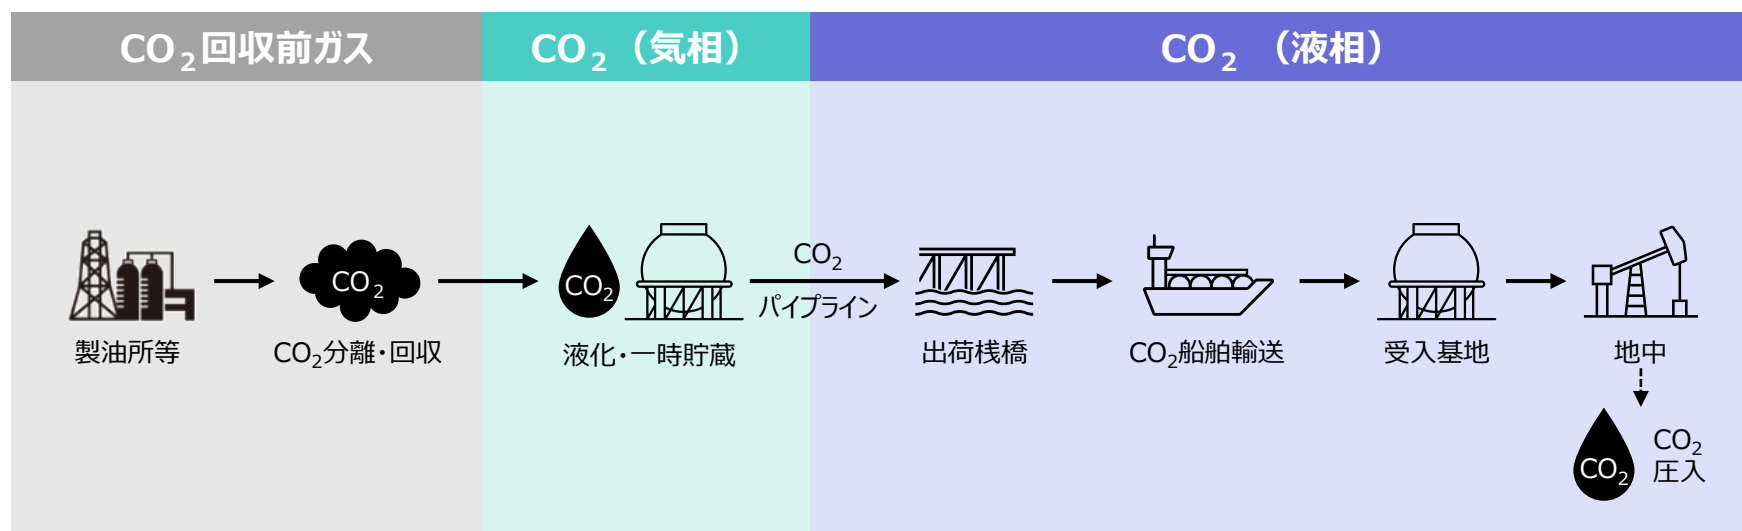 CO₂回収前ガス
CO₂（気相）
CO₂（液相）
製油所等
CO₂
CO₂分離・回収
CO₂
液化・一時貯蔵
CO₂
パイプライン
出荷桟橋
CO₂船舶輸送
受入基地
地中
CO₂
CO₂
圧入